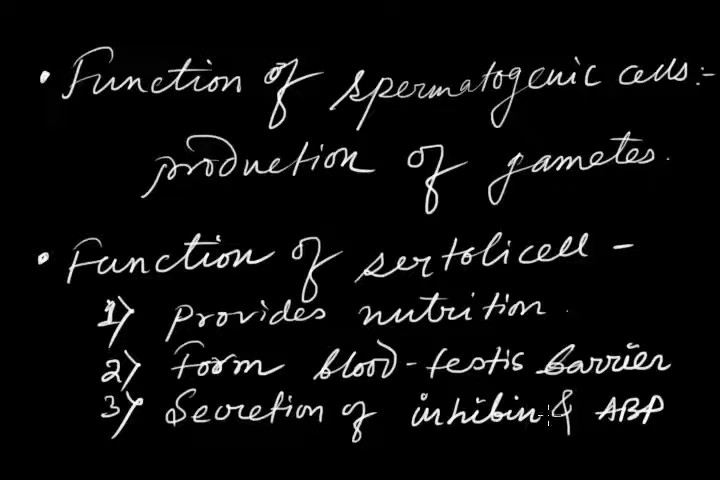 • Function of spermatogenic cells:-
production of gametes.
• Function of sertolicell -
1) Provides nutrition.
2) Form blood-testis barrier
3) Secretion of inhibin & ABP